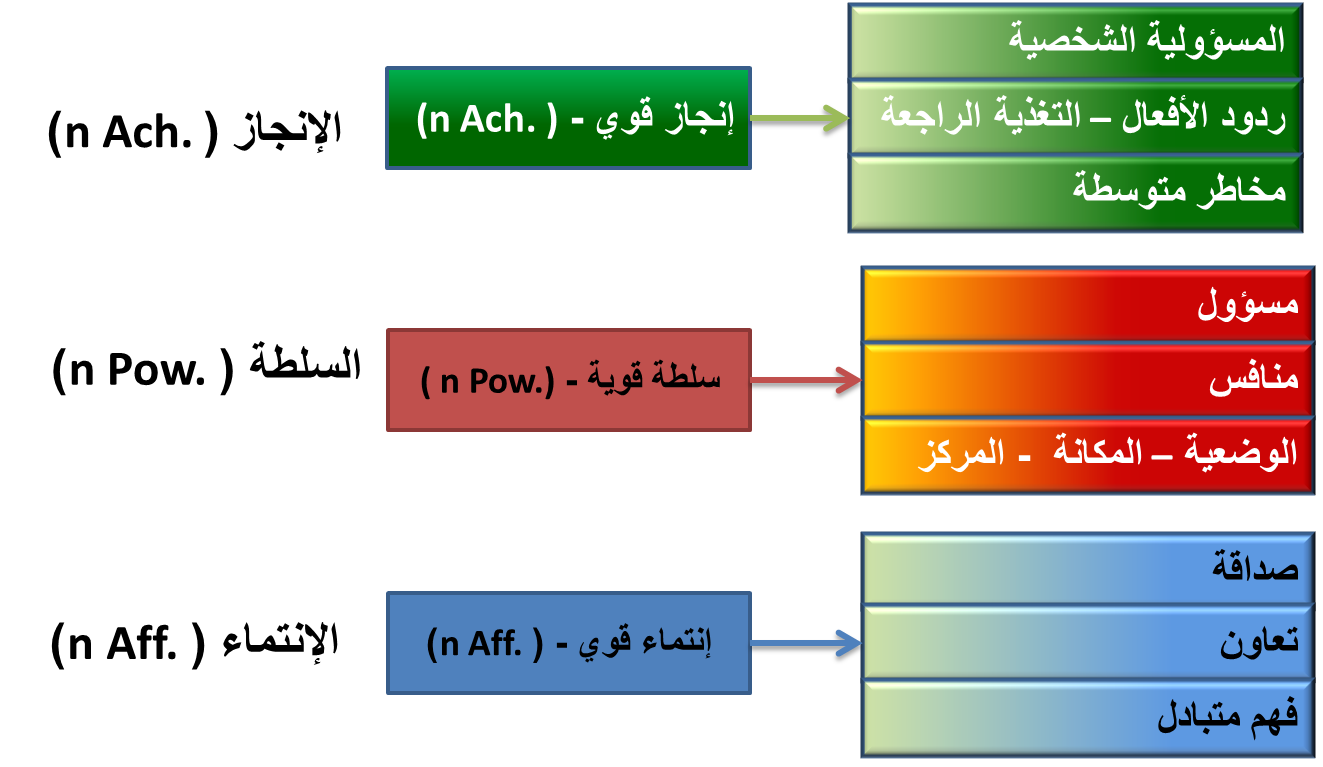 الإنجاز (n Ach. )
إنجاز قوي - (n Ach. )
المسؤولية الشخصية
ردود الأفعال – التغذية الراجعة
مخاطر متوسطة
السلطة (n Pow. )
سلطة قوية - (n Pow. )
مسؤول
منافس
الوضعية – المكانة - المركز
الإنتماء (n Aff. )
إنتماء قوي - (n Aff. )
صداقة
تعاون
فهم متبادل